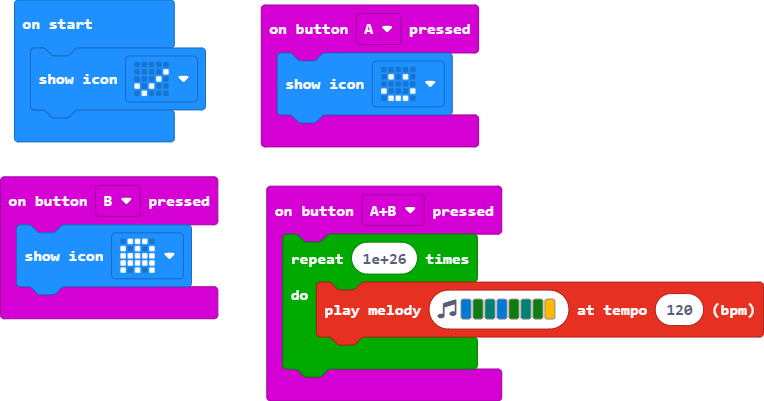 on start
show icon
on button A pressed
show icon
on button B pressed
show icon
on button A+B pressed
repeat 1e+26 times
do
play melody at tempo 120 (bpm)